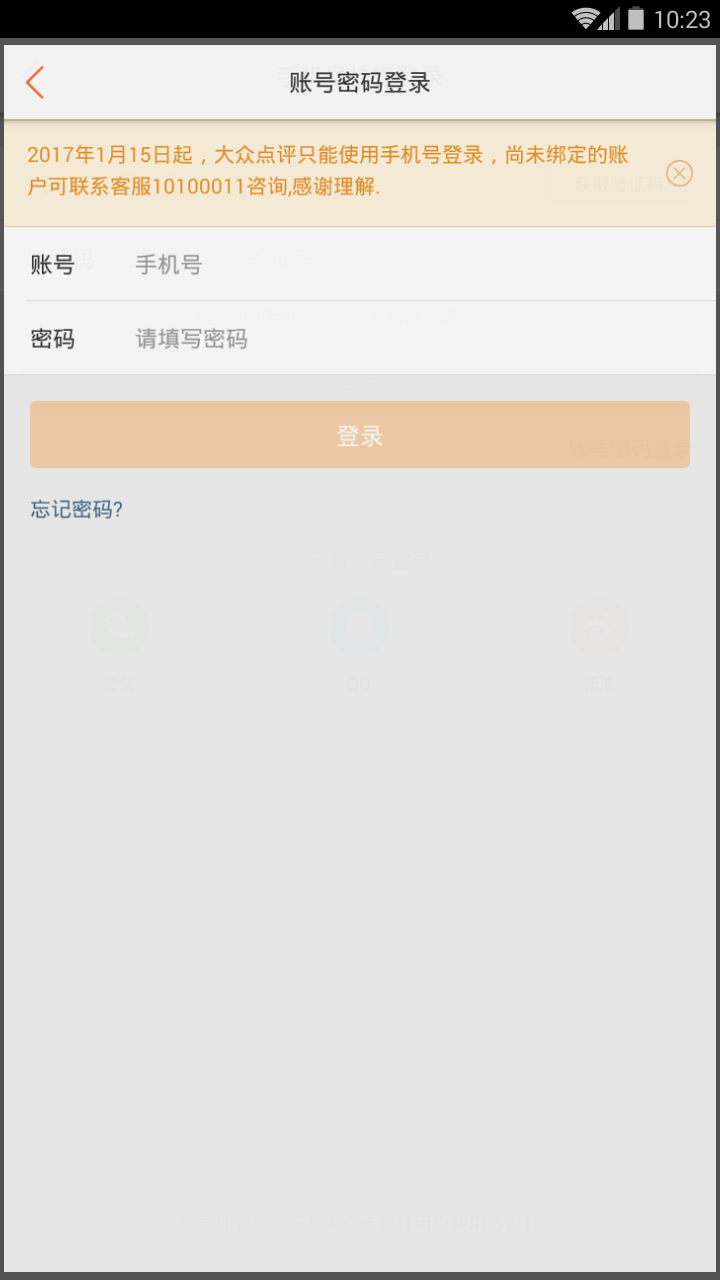 10:23
账号密码登录
2017年1月15日起，大众点评只能使用手机号登录，尚未绑定的账
户可联系客服10100011咨询,感谢理解.
账号 手机号
密码 请填写密码
登录
忘记密码?
QQ